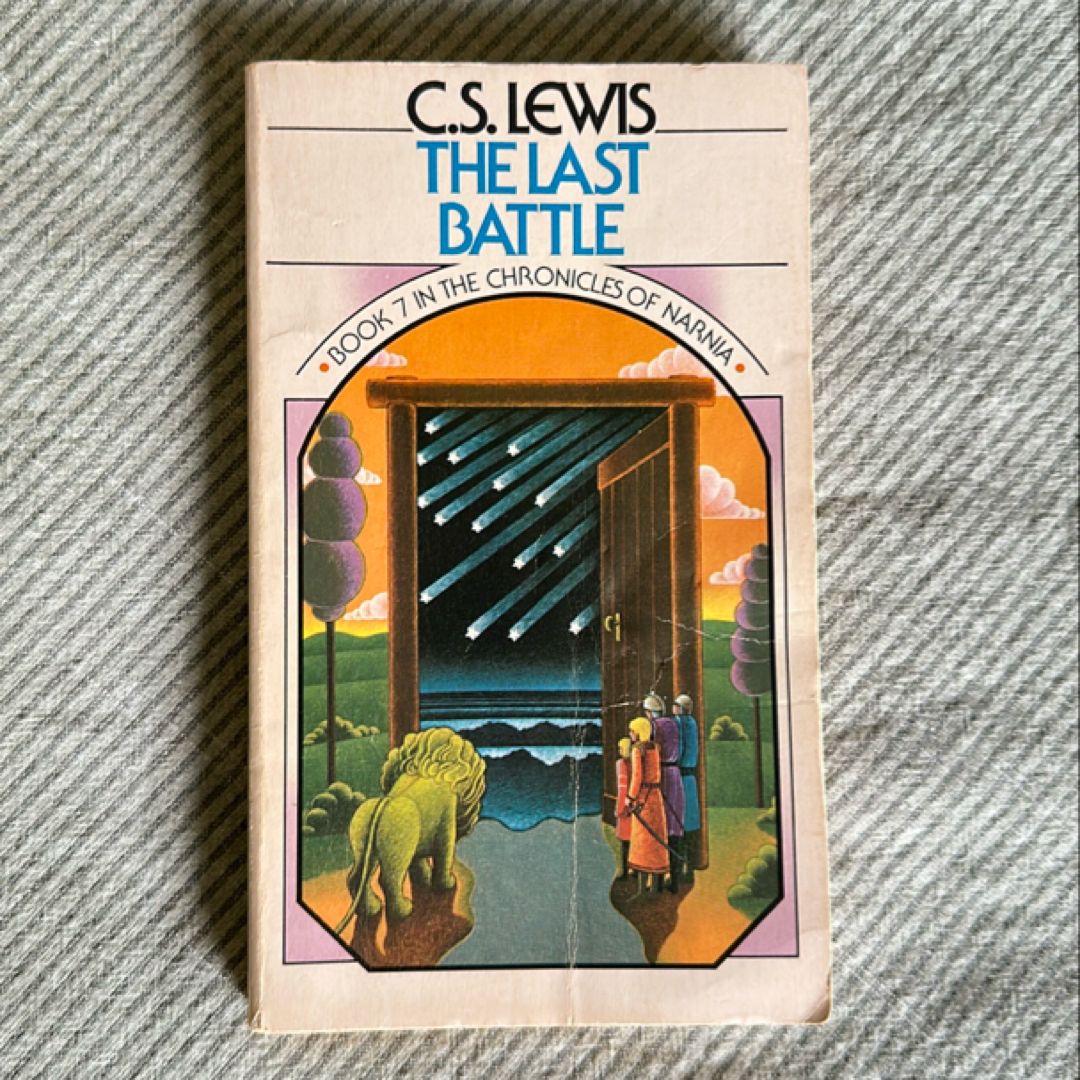 C.S. LEWIS
THE LAST
BATTLE
• BOOK 7 IN THE CHRONICLES OF NARNIA •